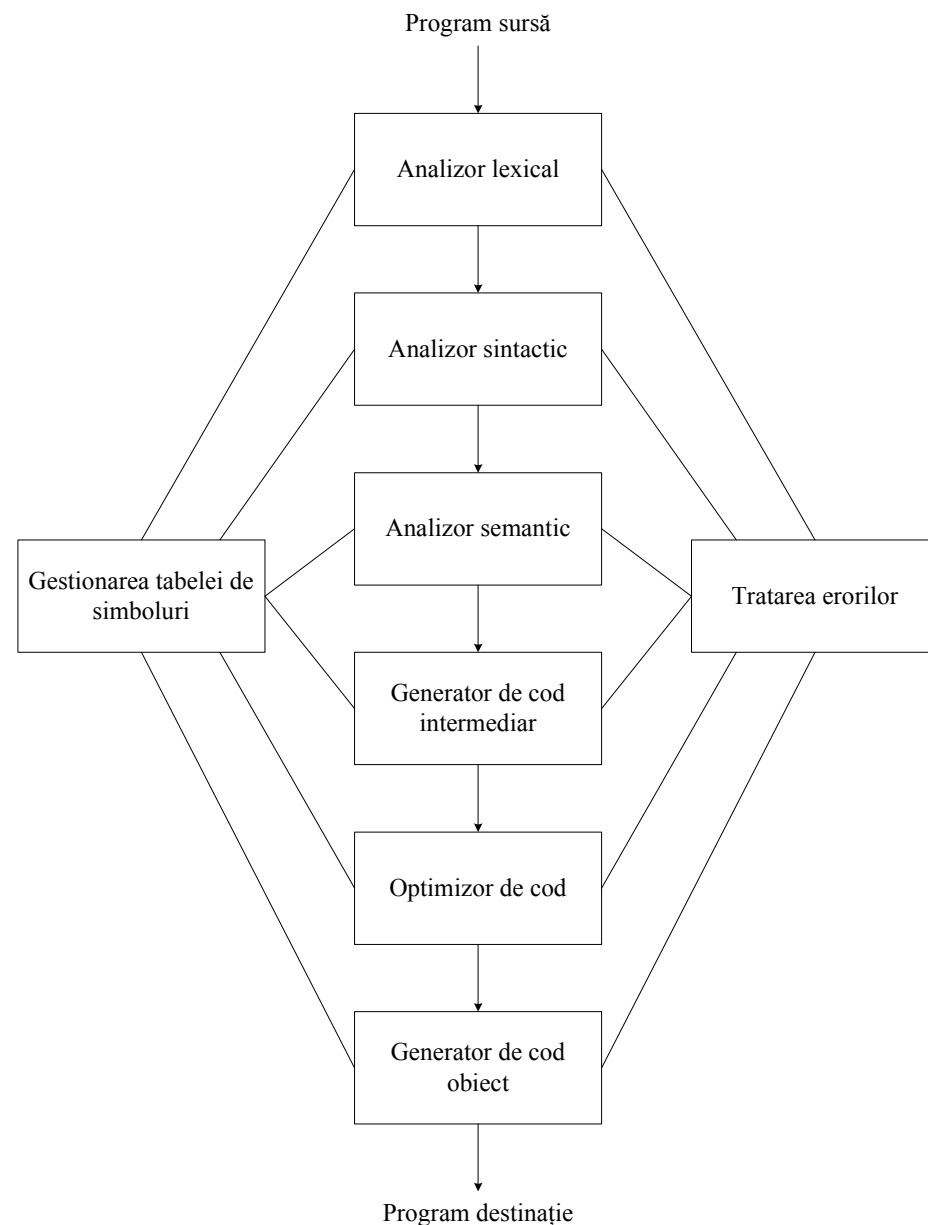 Program sursă
Analizor lexical
Analizor sintactic
Analizor semantic
Gestionarea tabelei de
simboluri
Tratarea erorilor
Generator de cod
intermediar
Optimizor de cod
Generator de cod
obiect
Program destinație